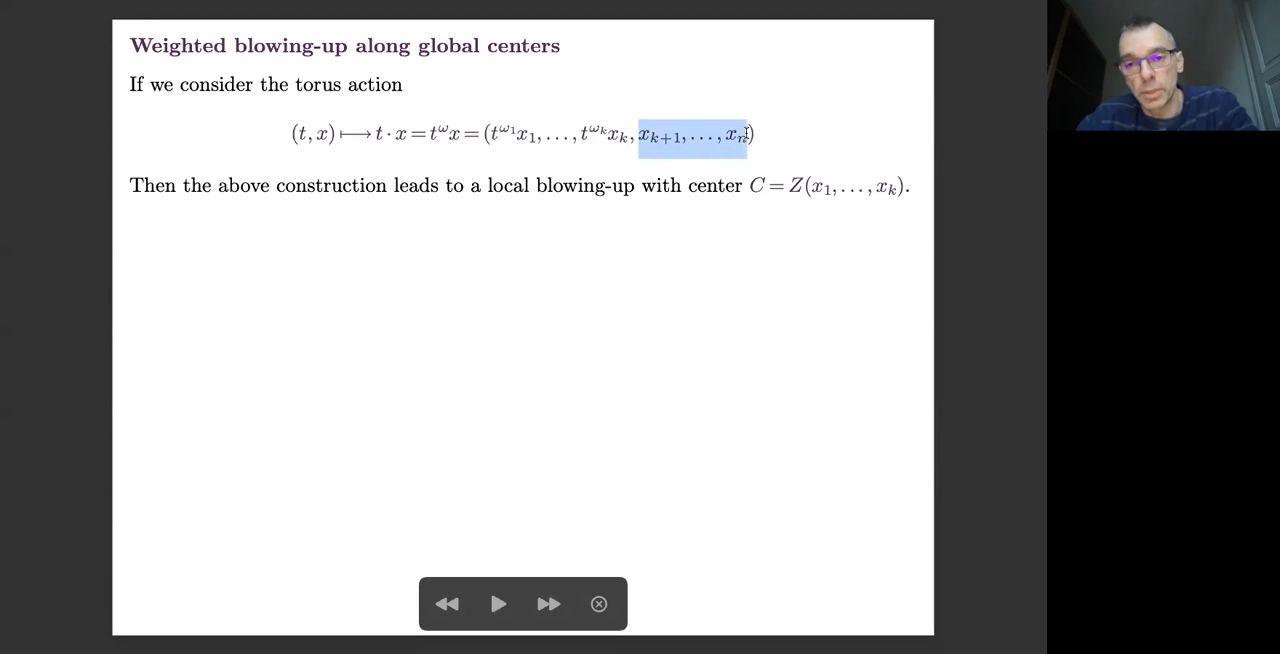 Weighted blowing-up along global centers
If we consider the torus action
(t, x) ⟼ t · x = t^ω x = (t^{ω_1} x_1, . . . , t^{ω_k} x_k, x_{k+1}, . . . , x_n)
Then the above construction leads to a local blowing-up with center C = Z(x_1, . . . , x_k).